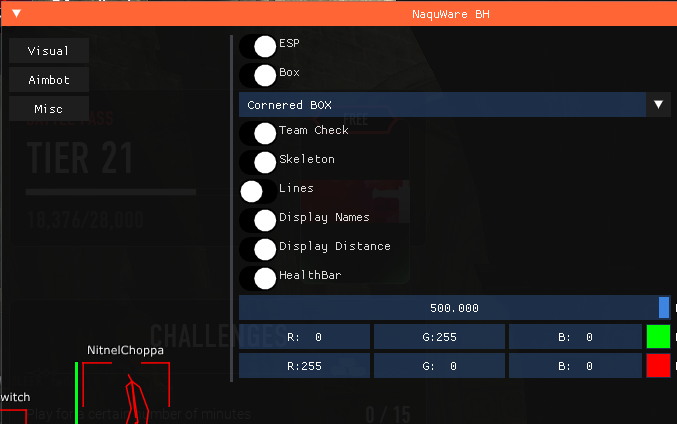 NaquWare BH
Visual
Aimbot
Misc
ESP
Box
Cornered BOX
Team Check
Skeleton
Lines
Display Names
Display Distance
HealthBar
500.000
R: 0 G:255 B: 0
R:255 G: 0 B: 0
PASS
FREE
TIER 21
18,376/20,000
CHALLENGES
NitnelChoppa
witch
Play for a certain number of minutes
0 / 15